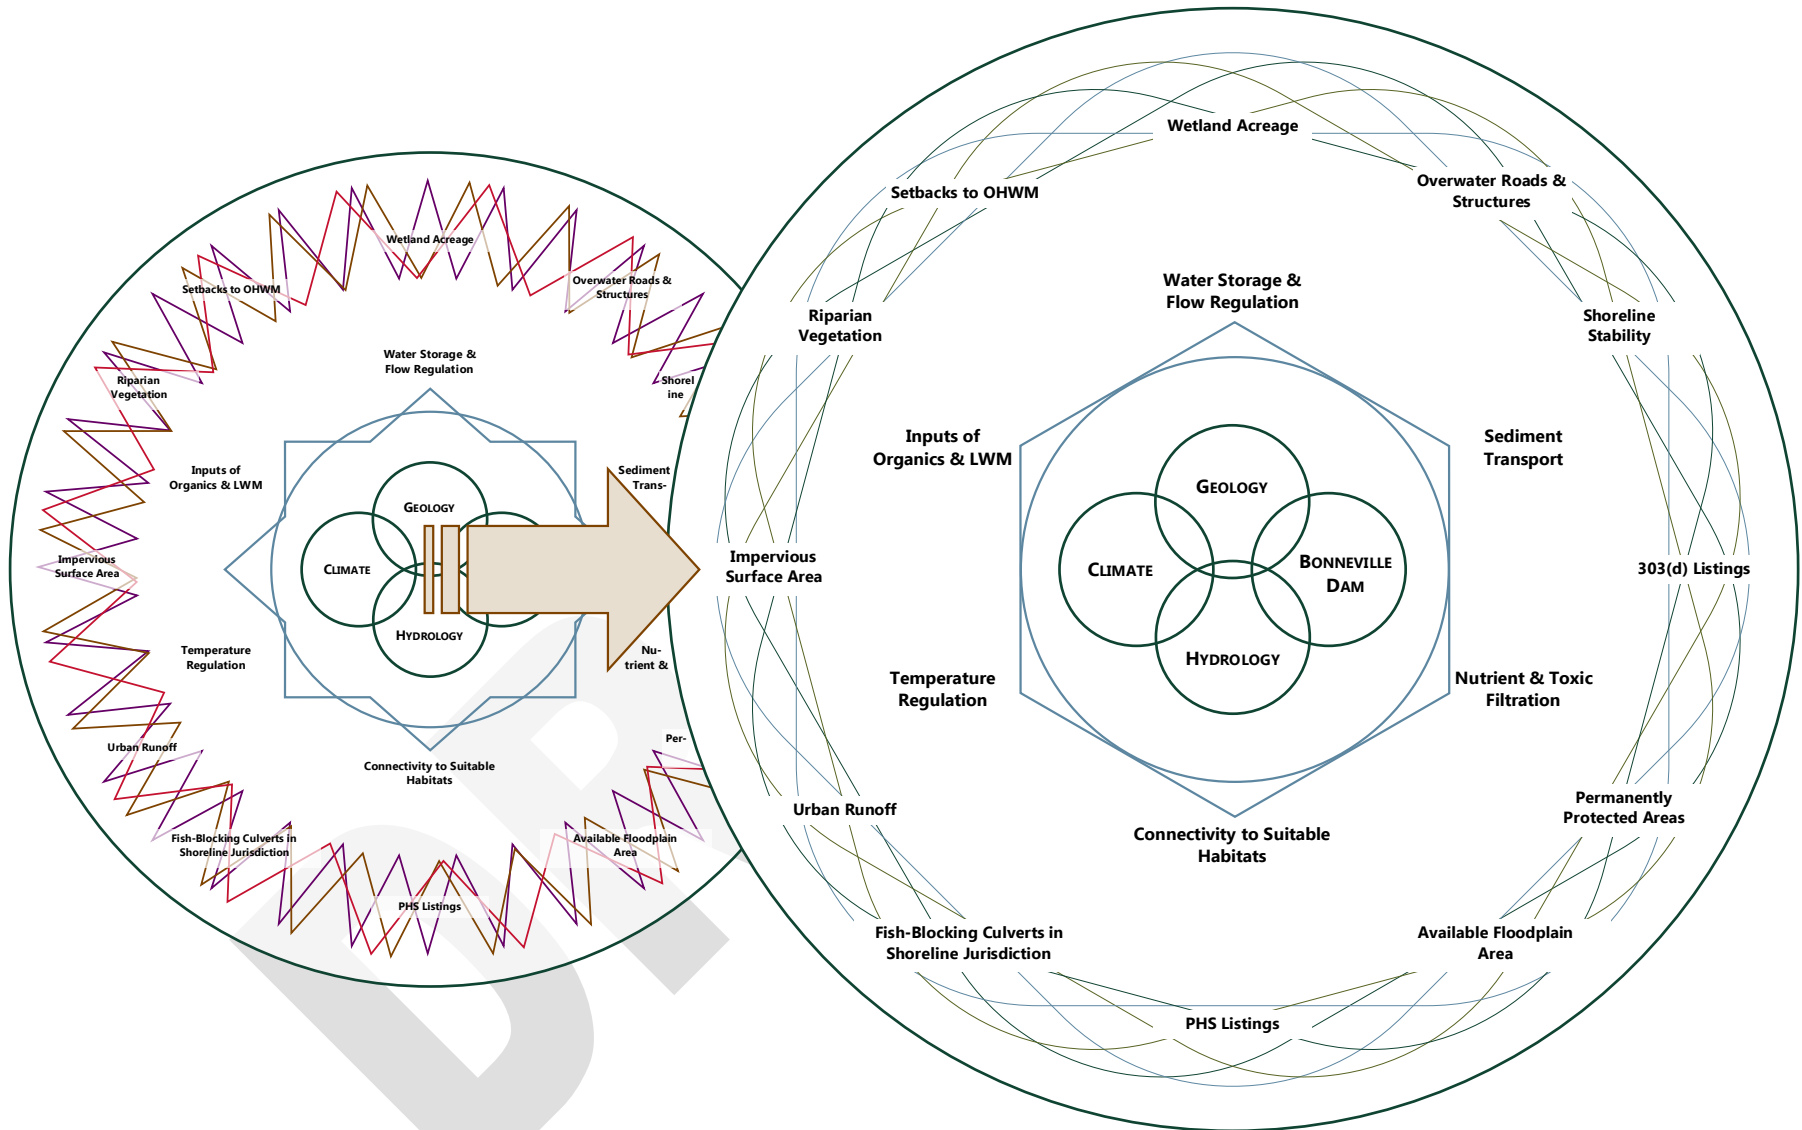 Wetland Acreage
Setbacks to OHWM
Overwater Roads &
Structures
Riparian
Vegetation
Shorel
ine
Water Storage &
Flow Regulation
Inputs of
Organics & LWM
Sediment
Trans-
GEOLOGY
CLIMATE
HYDROLOGY
Impervious
Surface Area
Temperature
Regulation
Nu-
trient &
Urban Runoff
Per-
Connectivity to Suitable
Habitats
Fish-Blocking Culverts in
Shoreline Jurisdiction
Available Floodplain
Area
PHS Listings
Wetland Acreage
Setbacks to OHWM
Overwater Roads &
Structures
Riparian
Vegetation
Shoreline
Stability
Water Storage &
Flow Regulation
Inputs of
Organics & LWM
Sediment
Transport
GEOLOGY
CLIMATE
BONNEVILLE
DAM
HYDROLOGY
Impervious
Surface Area
303(d) Listings
Temperature
Regulation
Nutrient & Toxic
Filtration
Urban Runoff
Permanently
Protected Areas
Connectivity to Suitable
Habitats
Fish-Blocking Culverts in
Shoreline Jurisdiction
Available Floodplain
Area
PHS Listings